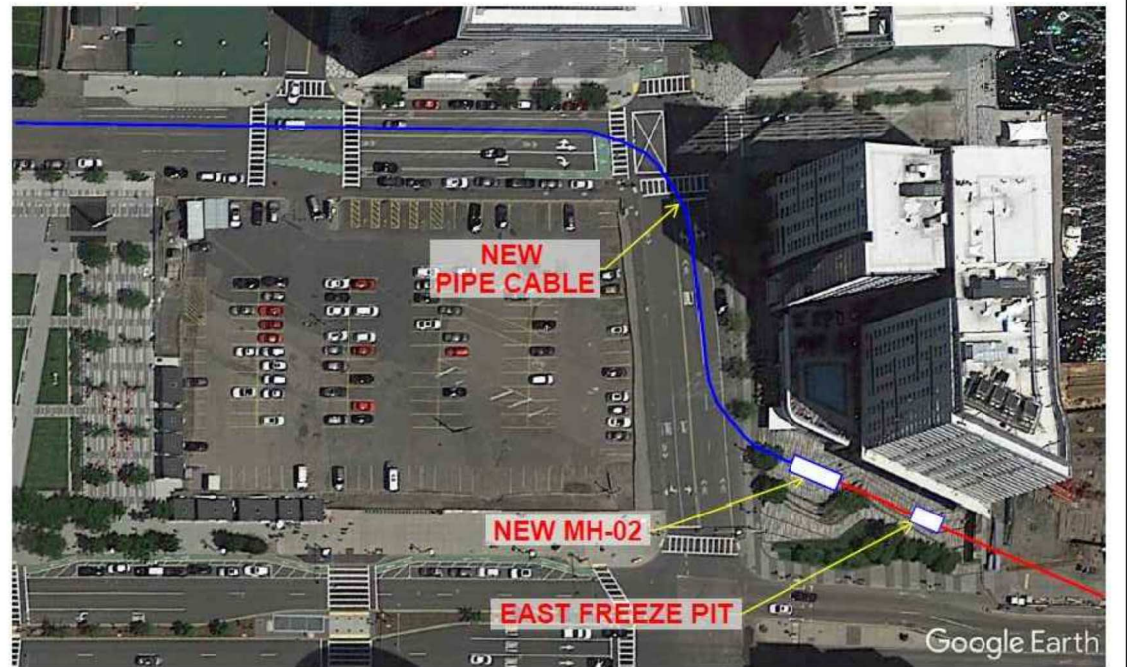 NEW
PIPE CABLE
NEW MH-02
EAST FREEZE PIT
Google Earth